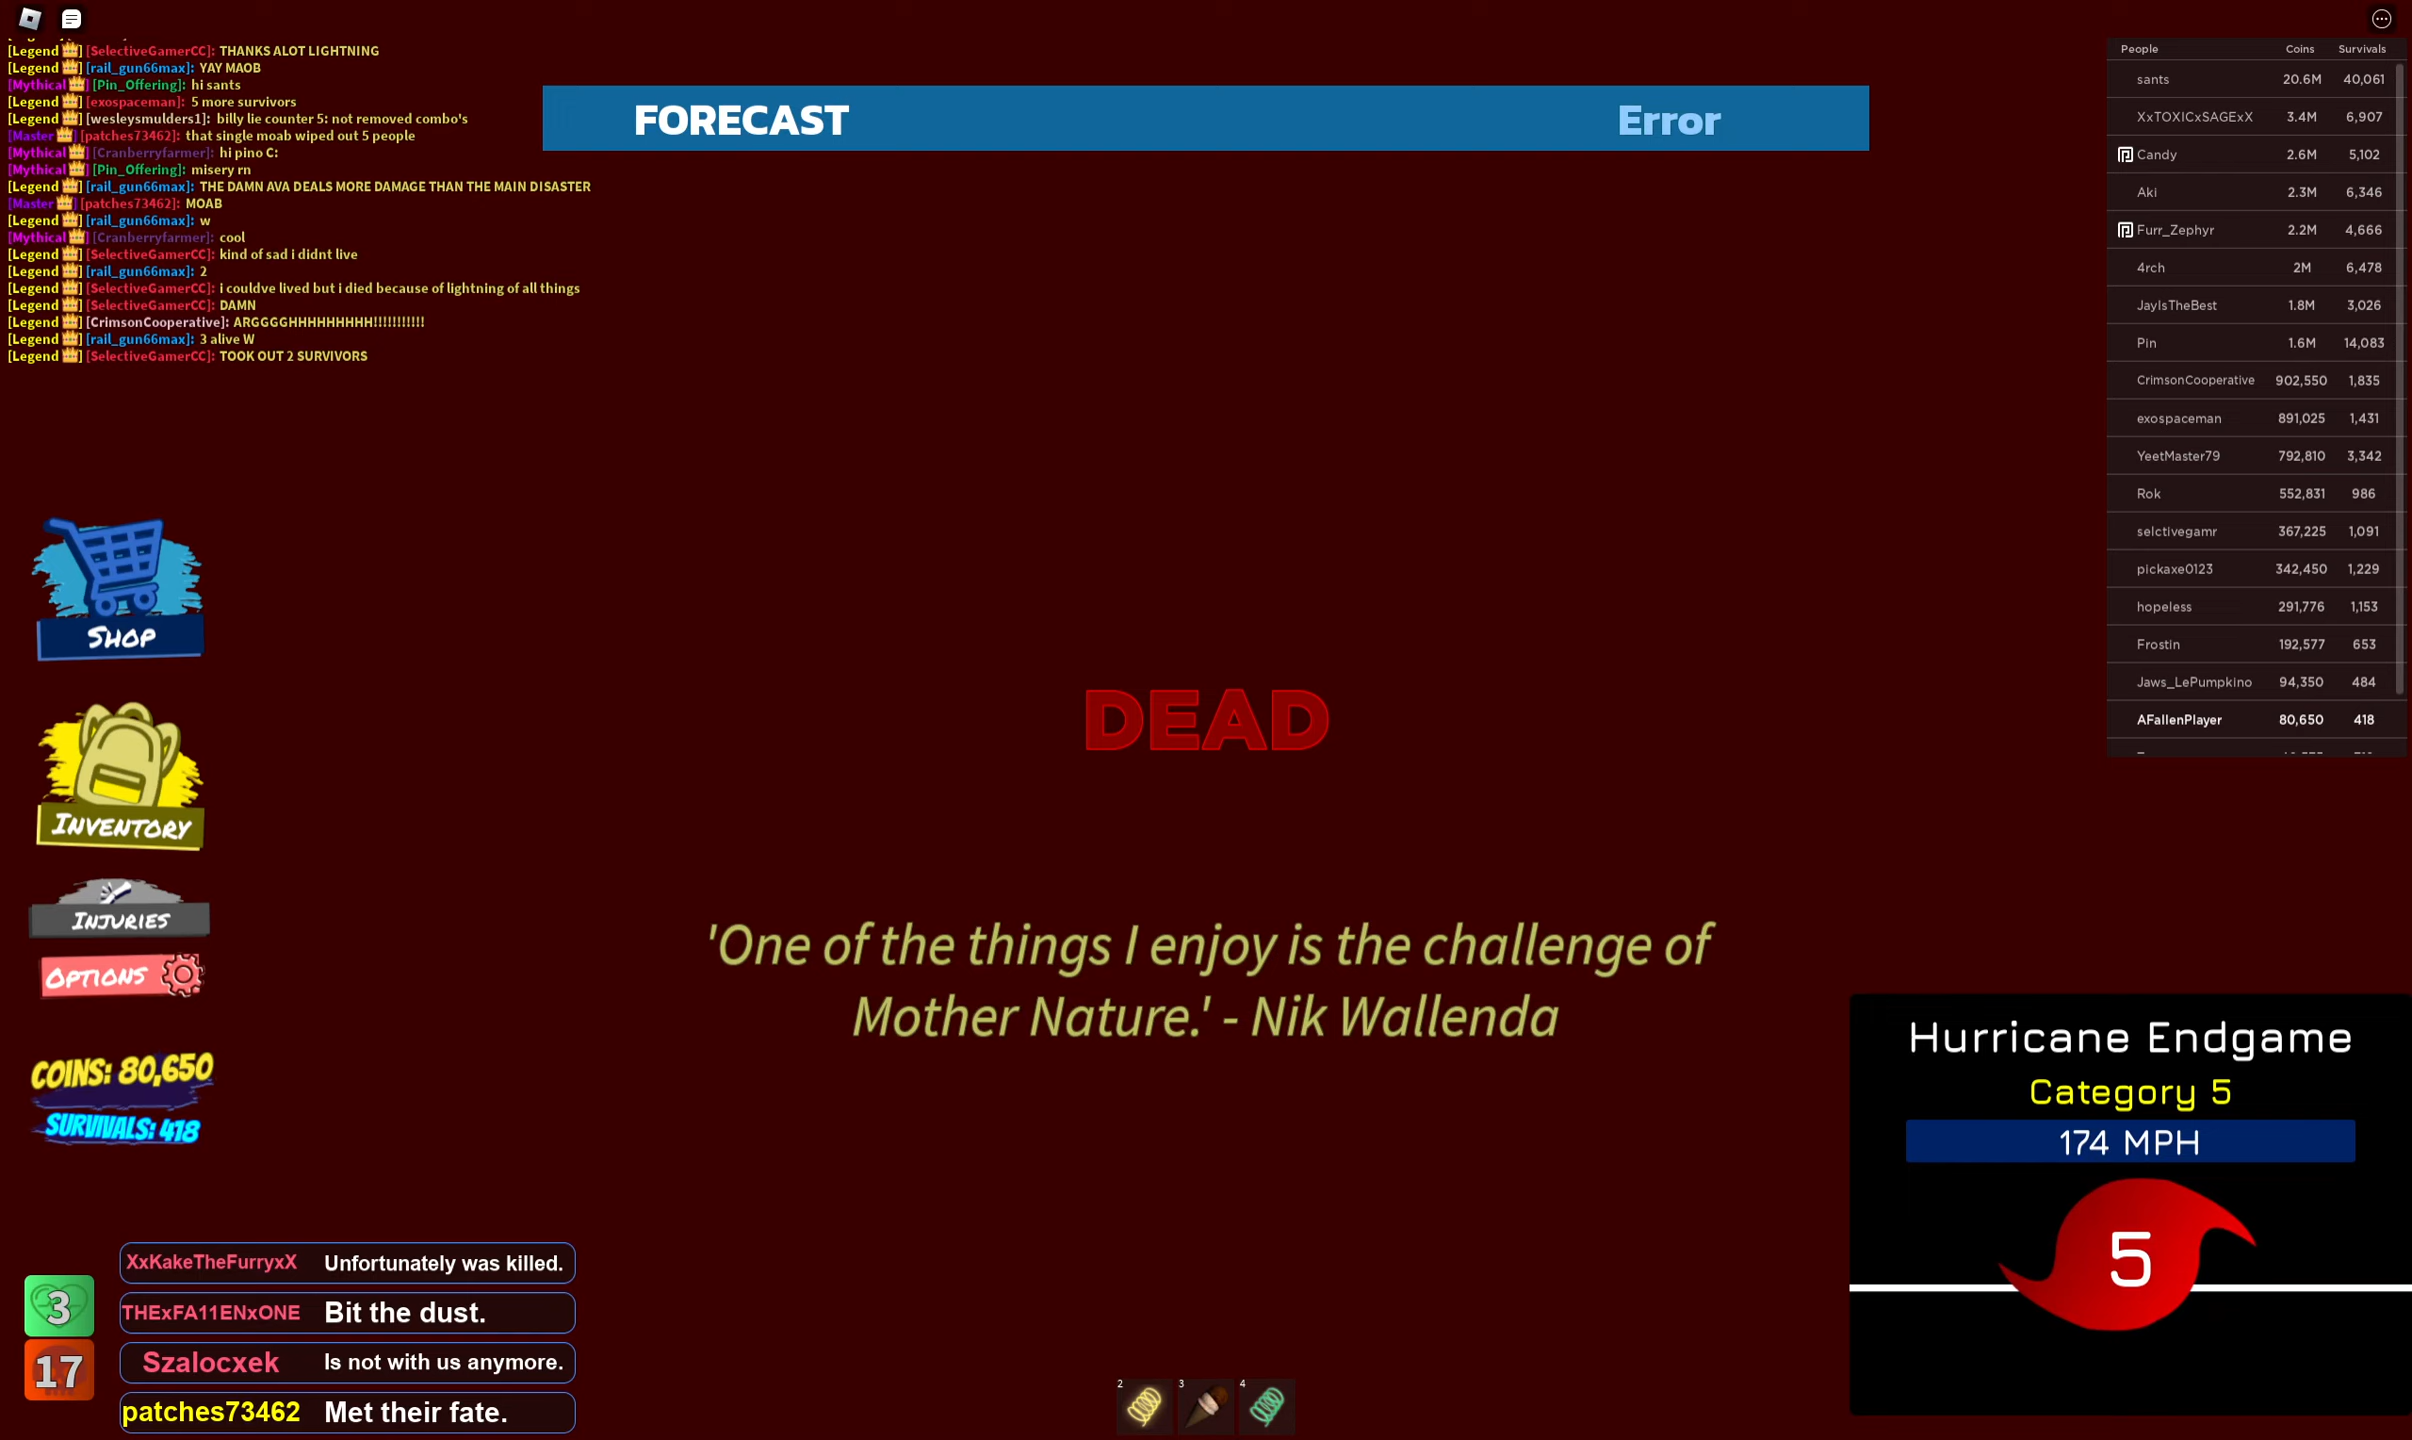 [Legend] [SelectiveGamerCC]: THANKS ALOT LIGHTNING
[Legend] [rail_gun66max]: YAY MAOB
[Mythical] [Pin_Offering]: hi sants
[Legend] [exospaceman]: 5 more survivors
[Legend] [wesleysmulders1]: billy lie counter 5: not removed combo's
[Master] [patches73462]: that single moab wiped out 5 people
[Mythical] [Cranberryfarmer]: hi pino C:
[Mythical] [Pin_Offering]: misery rn
[Legend] [rail_gun66max]: THE DAMN AVA DEALS MORE DAMAGE THAN THE MAIN DISASTER
[Master] [patches73462]: MOAB
[Legend] [rail_gun66max]: w
[Mythical] [Cranberryfarmer]: cool
[Legend] [SelectiveGamerCC]: kind of sad i didnt live
[Legend] [rail_gun66max]: 2
[Legend] [SelectiveGamerCC]: i couldve lived but i died because of lightning of all things
[Legend] [SelectiveGamerCC]: DAMN
[Legend] [CrimsonCooperative]: ARGGGGHHHHHHHHH!!!!!!!!!!!
[Legend] [rail_gun66max]: 3 alive W
[Legend] [SelectiveGamerCC]: TOOK OUT 2 SURVIVORS
FORECAST Error
People Coins Survivals
sants 20.6M 40,061
XxTOXICxSAGExX 3.4M 6,907
Candy 2.6M 5,102
Aki 2.3M 6,346
Furr_Zephyr 2.2M 4,666
4rch 2M 6,478
JayIsTheBest 1.8M 3,026
Pin 1.6M 14,083
CrimsonCooperative 902,550 1,835
exospaceman 891,025 1,431
YeetMaster79 792,810 3,342
Rok 552,831 986
selctivegamr 367,225 1,091
pickaxe0123 342,450 1,229
hopeless 291,776 1,153
Frostin 192,577 653
Jaws_LePumpkino 94,350 484
AFallenPlayer 80,650 418
SHOP
INVENTORY
INJURIES
OPTIONS
COINS: 80,650
SURVIVALS: 418
DEAD
'One of the things I enjoy is the challenge of
Mother Nature.' - Nik Wallenda
Hurricane Endgame
Category 5
174 MPH
5
XxKakeTheFurryxX Unfortunately was killed.
THExFA11ENxONE Bit the dust.
Szalocxek Is not with us anymore.
patches73462 Met their fate.
3
17
2 3 4